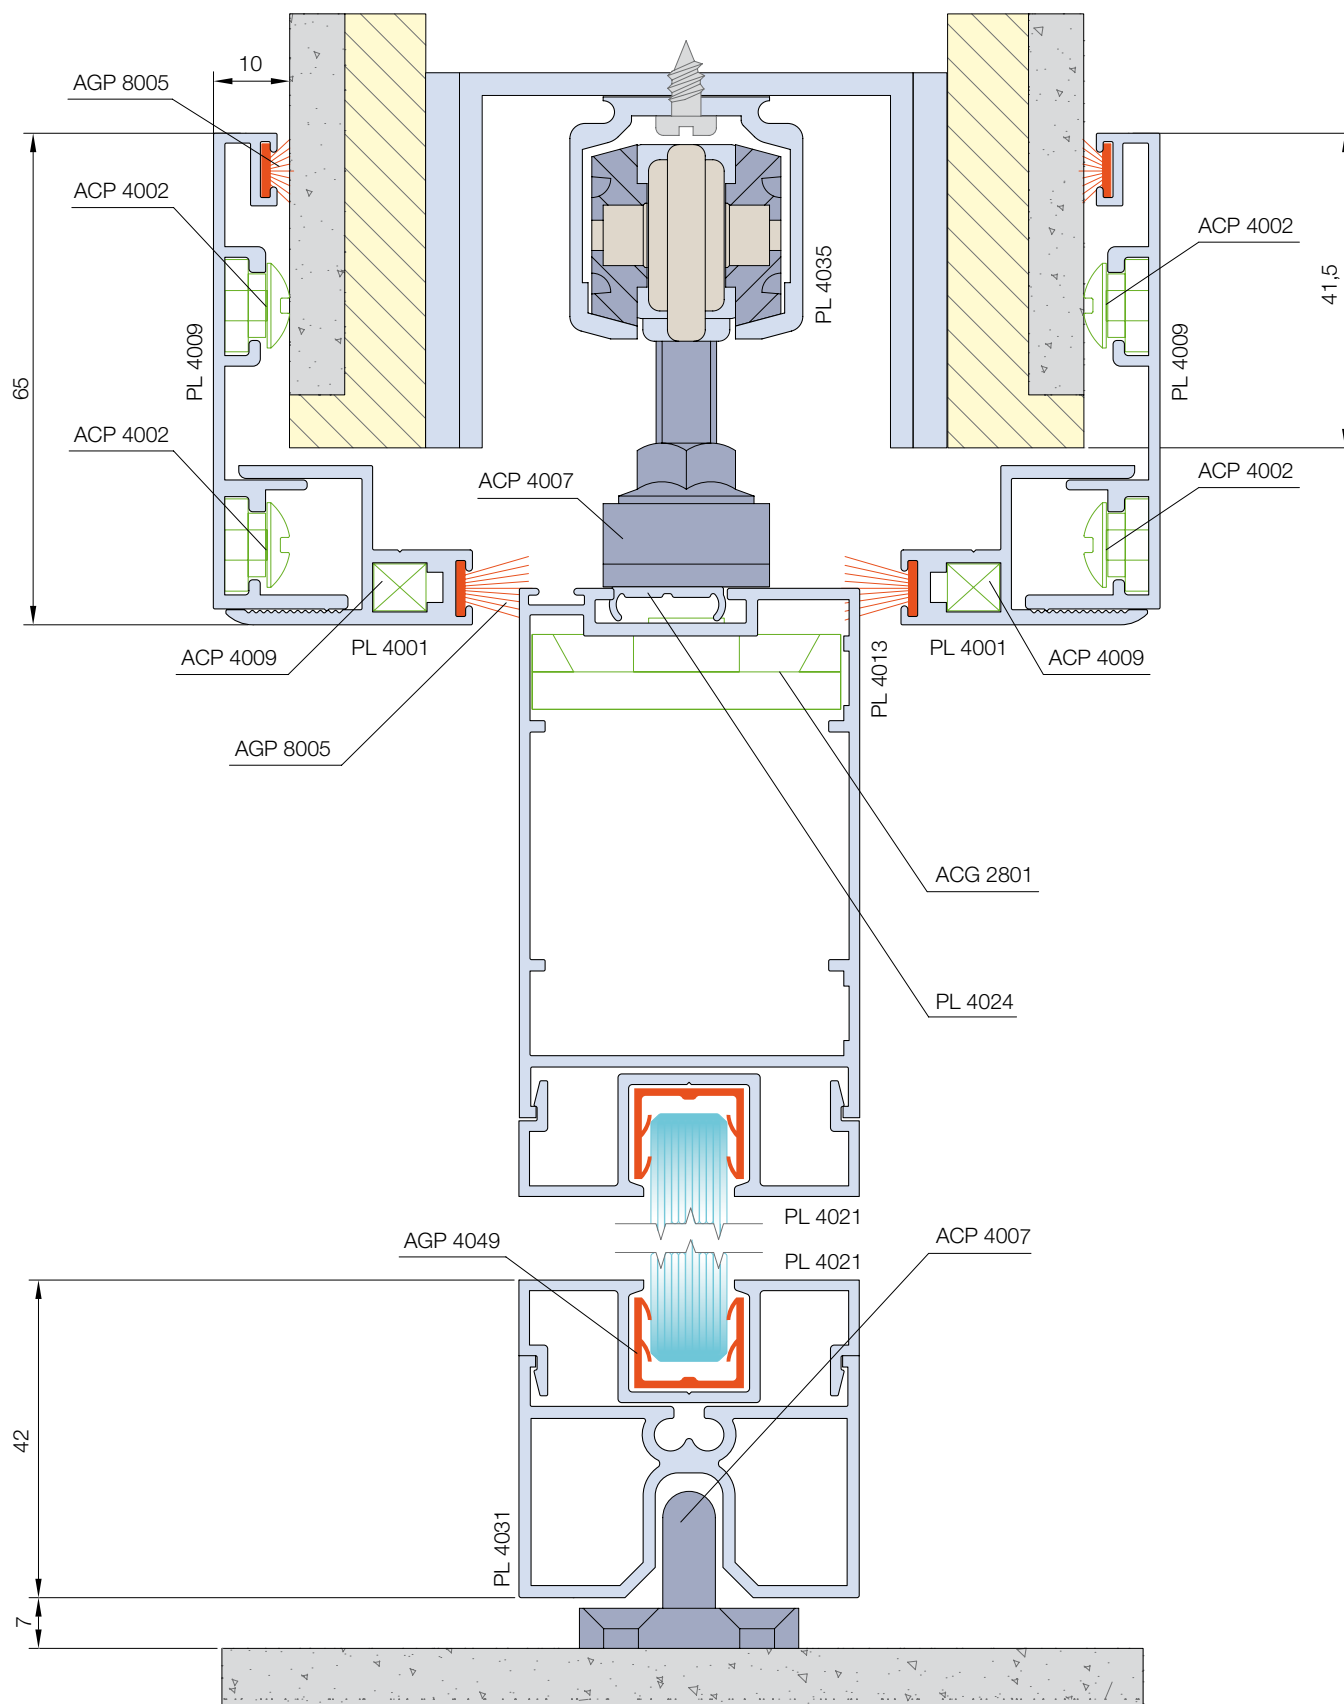 10
AGP 8005
ACP 4002
ACP 4002
PL 4035
41,5
PL 4009
PL 4009
65
ACP 4002
ACP 4007
ACP 4002
PL 4001
PL 4001
ACP 4009
ACP 4009
PL 4013
AGP 8005
ACG 2801
PL 4024
PL 4021
AGP 4049
ACP 4007
PL 4021
42
PL 4031
7